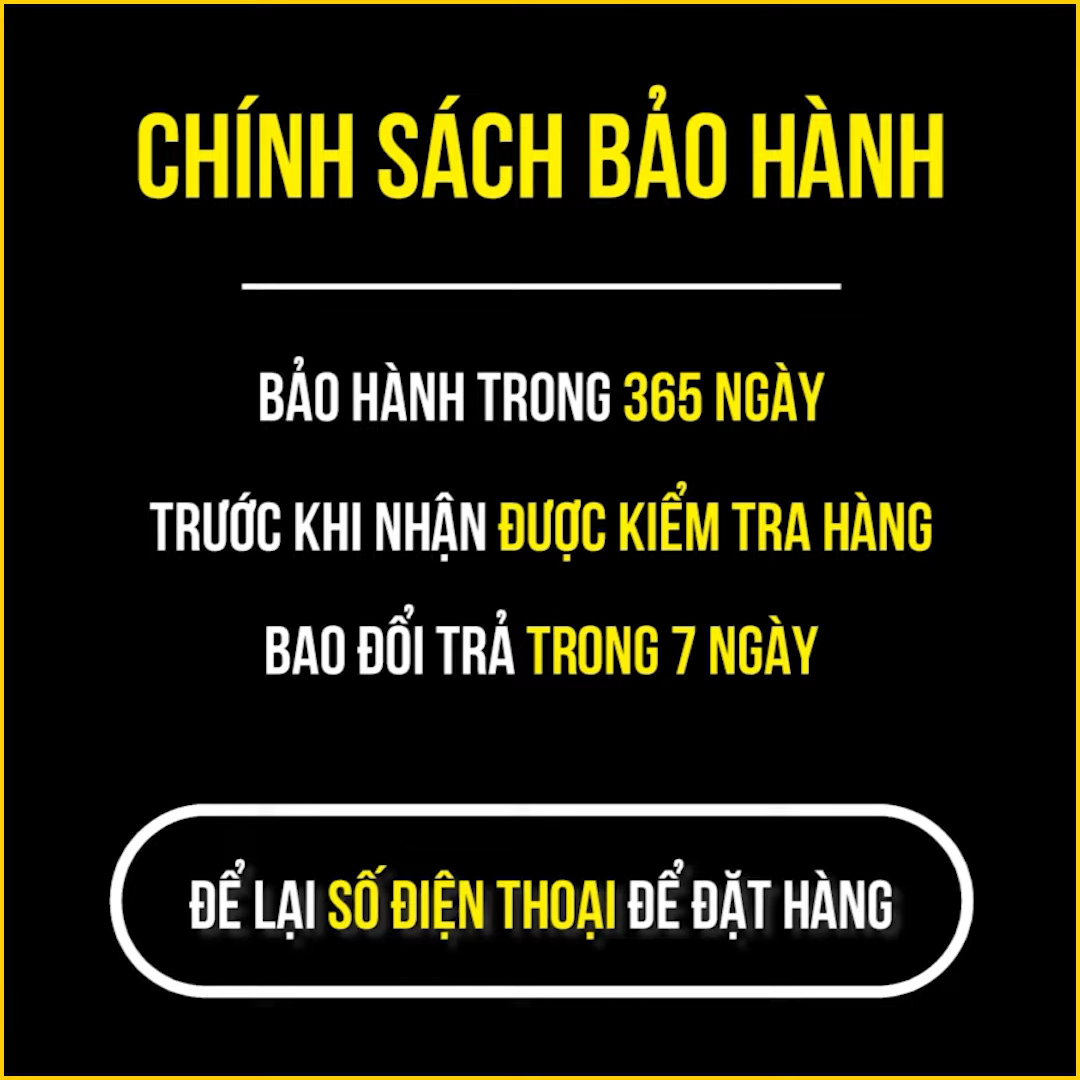 CHÍNH SÁCH BẢO HÀNH
BẢO HÀNH TRONG 365 NGÀY
TRƯỚC KHI NHẬN ĐƯỢC KIỂM TRA HÀNG
BAO ĐỔI TRẢ TRONG 7 NGÀY
ĐỂ LẠI SỐ ĐIỆN THOẠI ĐỂ ĐẶT HÀNG